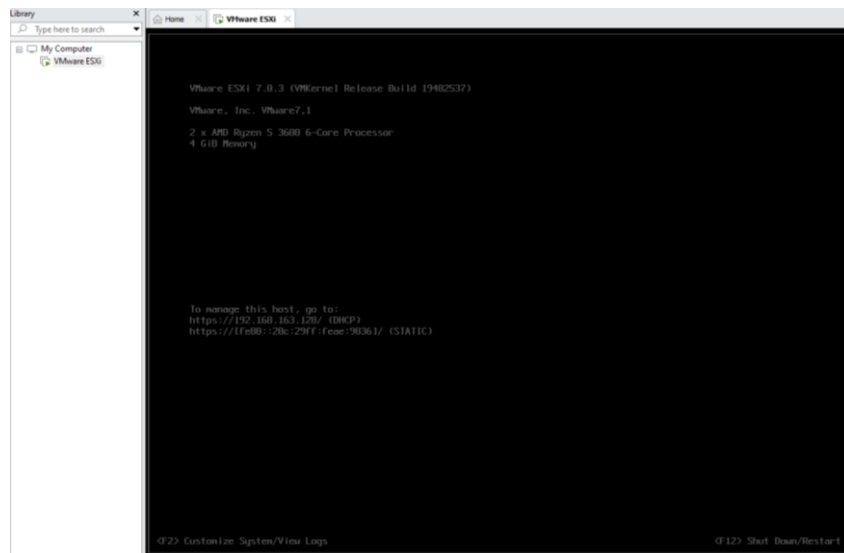 Library
Home
VMware ESXi
Type here to search
My Computer
VMware ESXi
VMware ESXi 7.0.3 (VMKernel Release Build 19482537)
VMware, Inc. VMware7,1
2 x AMD Ryzen 5 3600 6-Core Processor
4 GiB Memory
To manage this host, go to:
https://192.168.163.128/ (DHCP)
https://[fe80::20c:29ff:feae:9836]/ (STATIC)
<F2> Customize System/View Logs
<F12> Shut Down/Restart